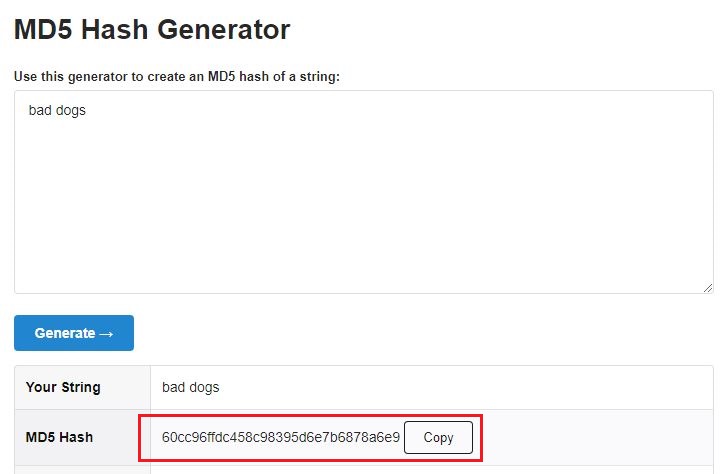 MD5 Hash Generator
Use this generator to create an MD5 hash of a string:
bad dogs
Generate →
Your String bad dogs
MD5 Hash 60cc96ffdc458c98395d6e7b6878a6e9 Copy